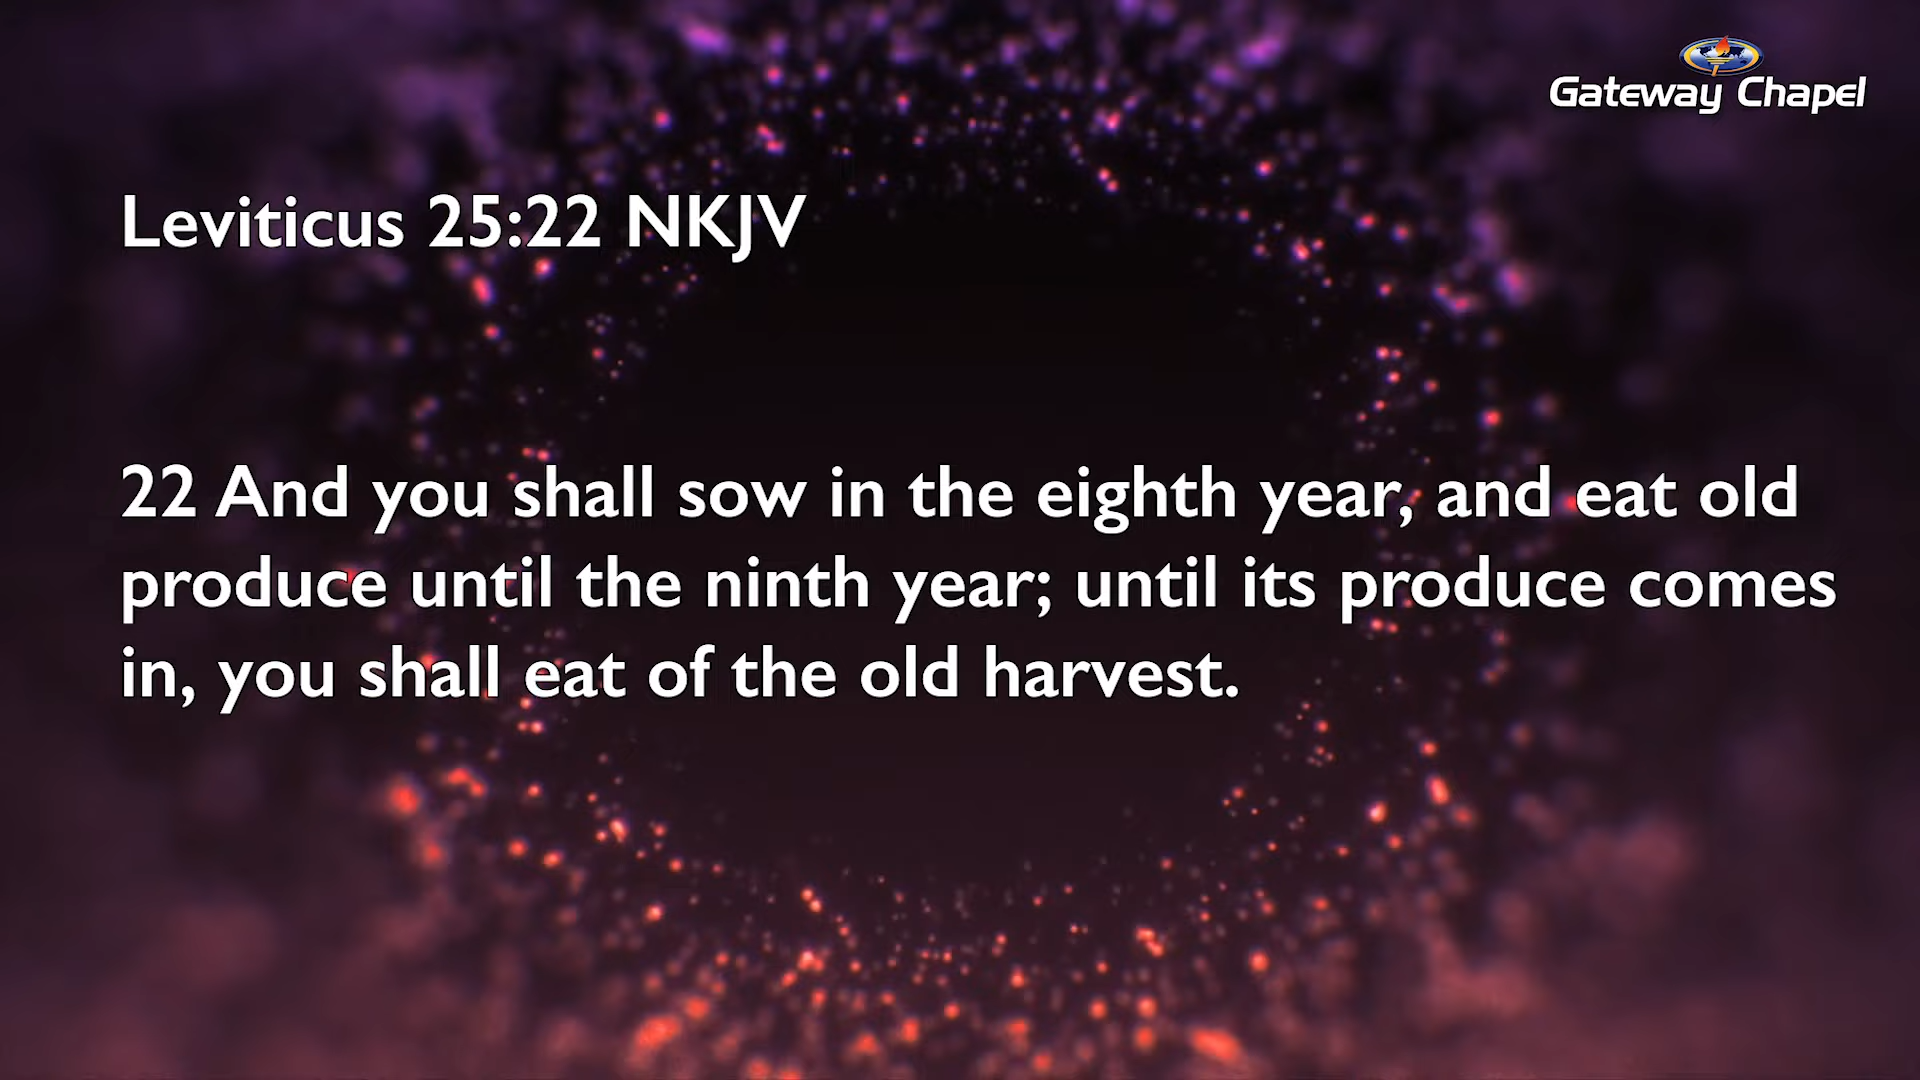 Gateway Chapel
Leviticus 25:22 NKJV
22 And you shall sow in the eighth year, and eat old
produce until the ninth year; until its produce comes
in, you shall eat of the old harvest.